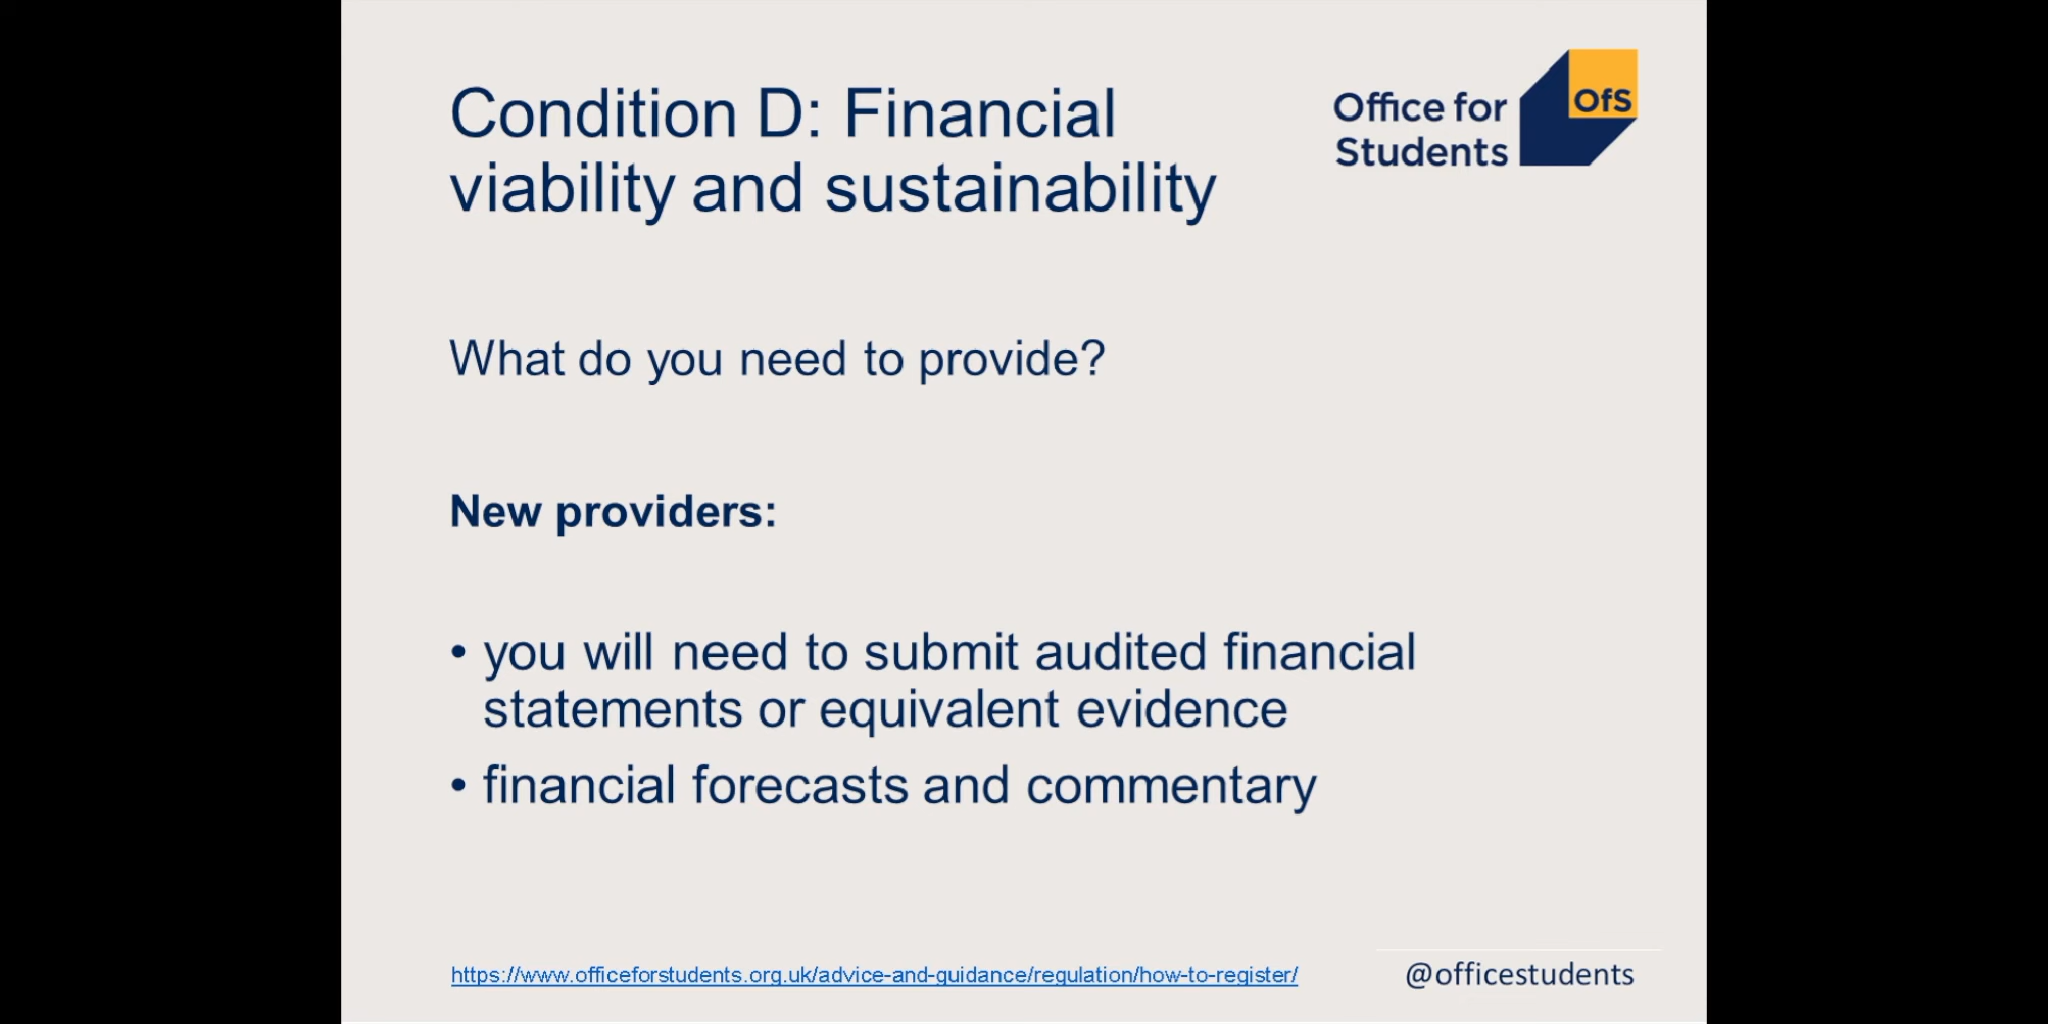 Condition D: Financial
viability and sustainability
Office for
Students
OfS
What do you need to provide?
New providers:
• you will need to submit audited financial
statements or equivalent evidence
• financial forecasts and commentary
https://www.officeforstudents.org.uk/advice-and-guidance/regulation/how-to-register/
@officestudents